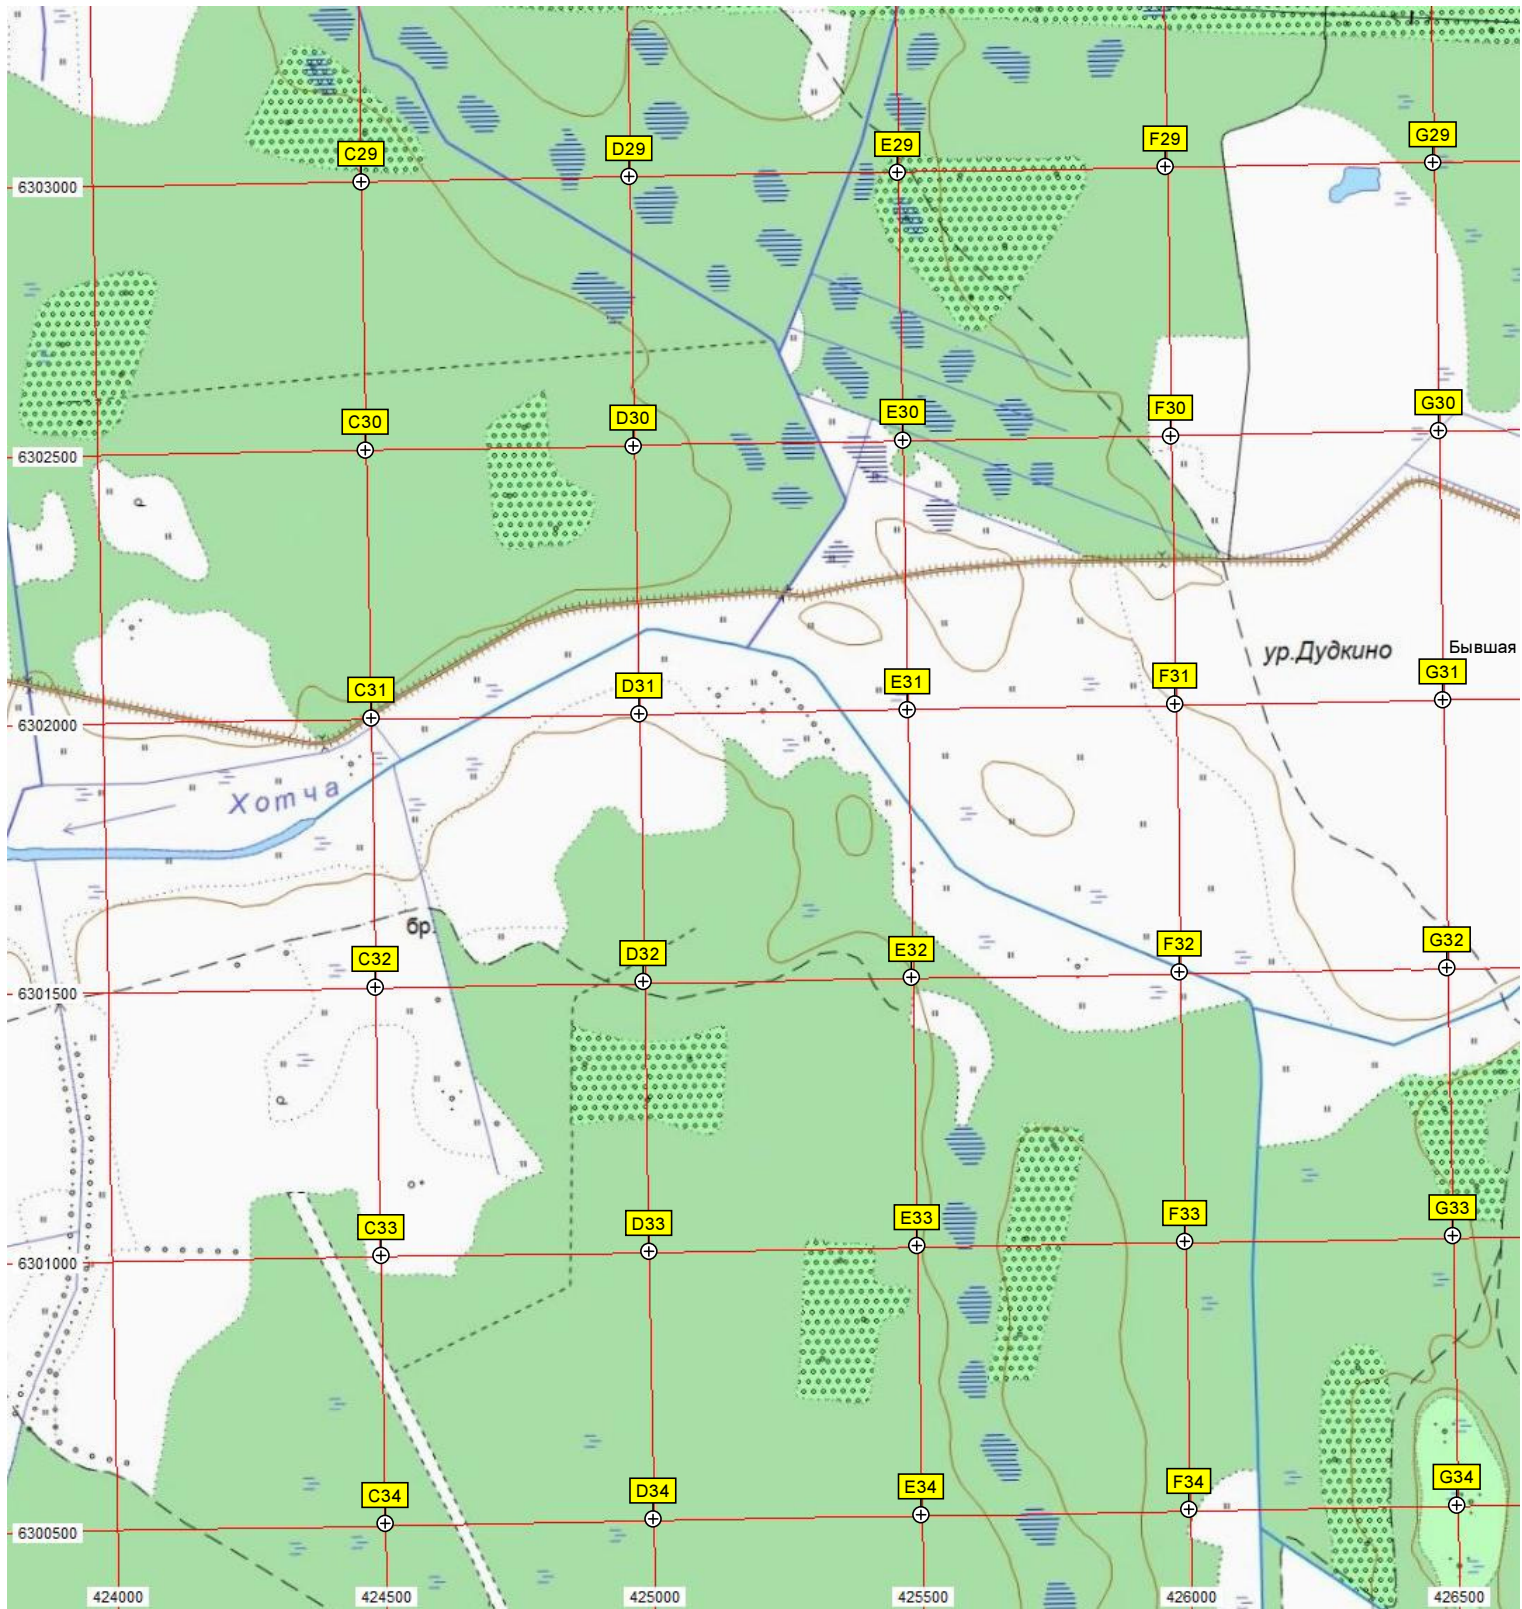 C29 D29 E29 F29 G29
6303000
C30 D30 E30 F30 G30
6302500
ур.Дудкино Бывшая
C31 D31 E31 F31 G31
6302000
Хотча
бр.
C32 D32 E32 F32 G32
6301500
C33 D33 E33 F33 G33
6301000
C34 D34 E34 F34 G34
6300500
424000 424500 425000 425500 426000 426500